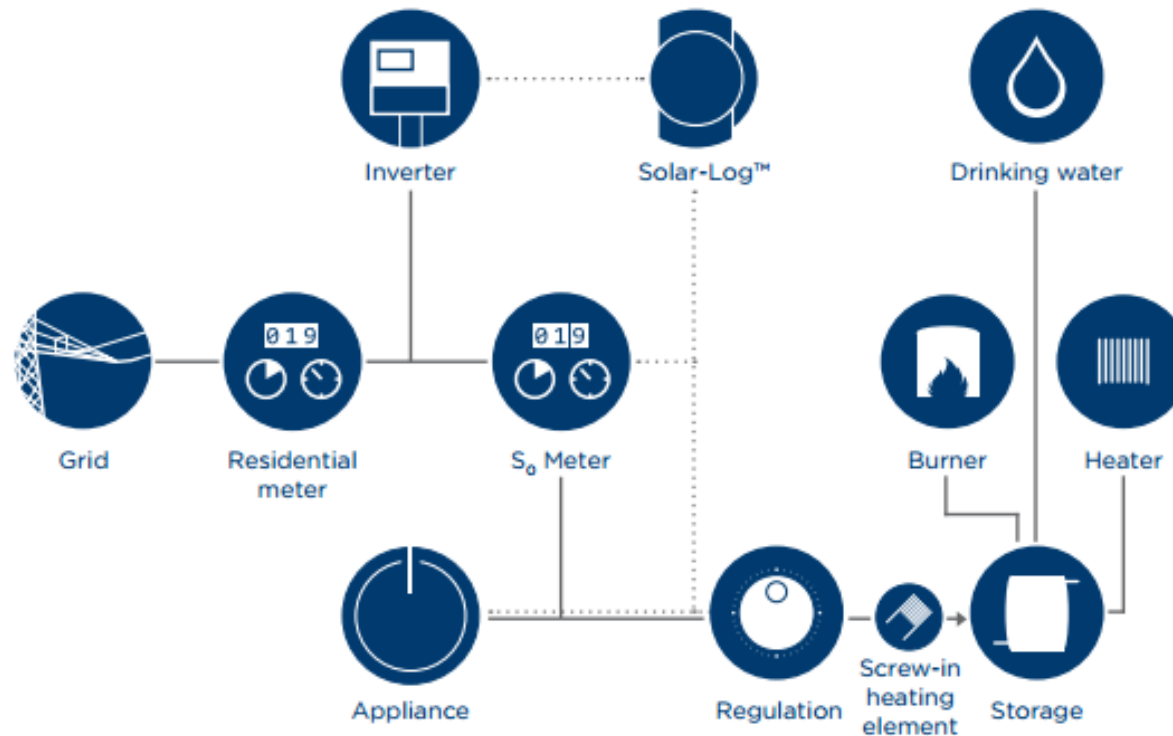 Inverter
Solar-Log™
Drinking water
019
019
Grid
Residential
meter
S₀ Meter
Burner
Heater
Appliance
Regulation
Screw-in
heating
element
Storage